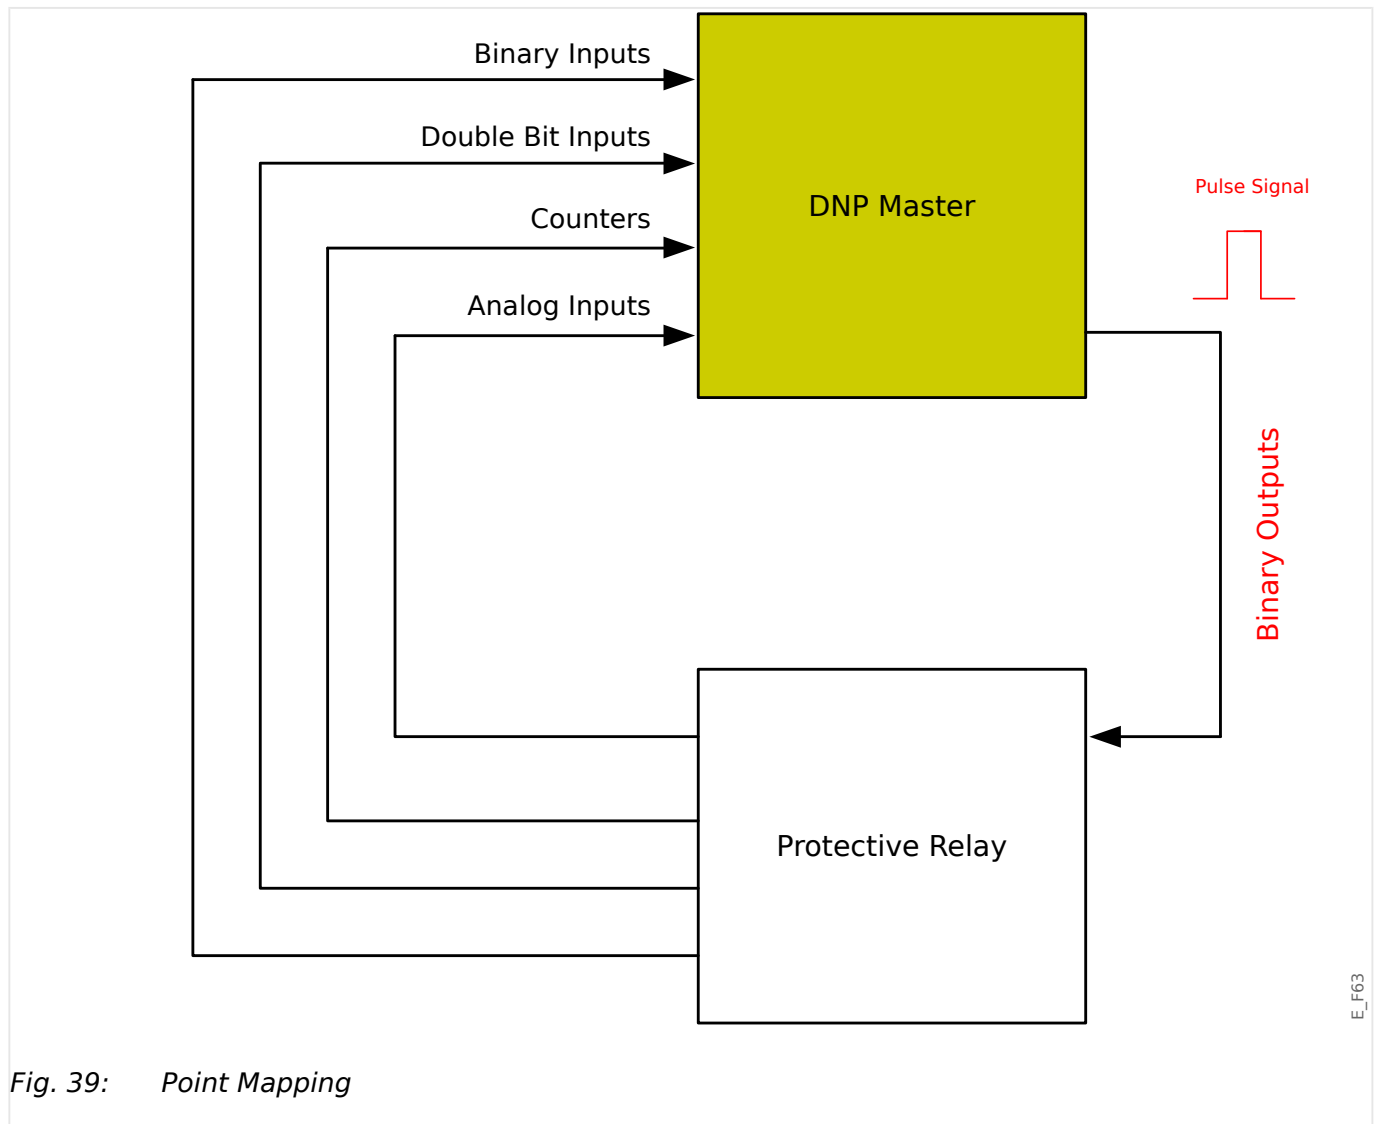 Binary Inputs
Double Bit Inputs
Counters
Analog Inputs
DNP Master
Pulse Signal
Binary Outputs
Protective Relay
E_F63
Fig. 39: Point Mapping